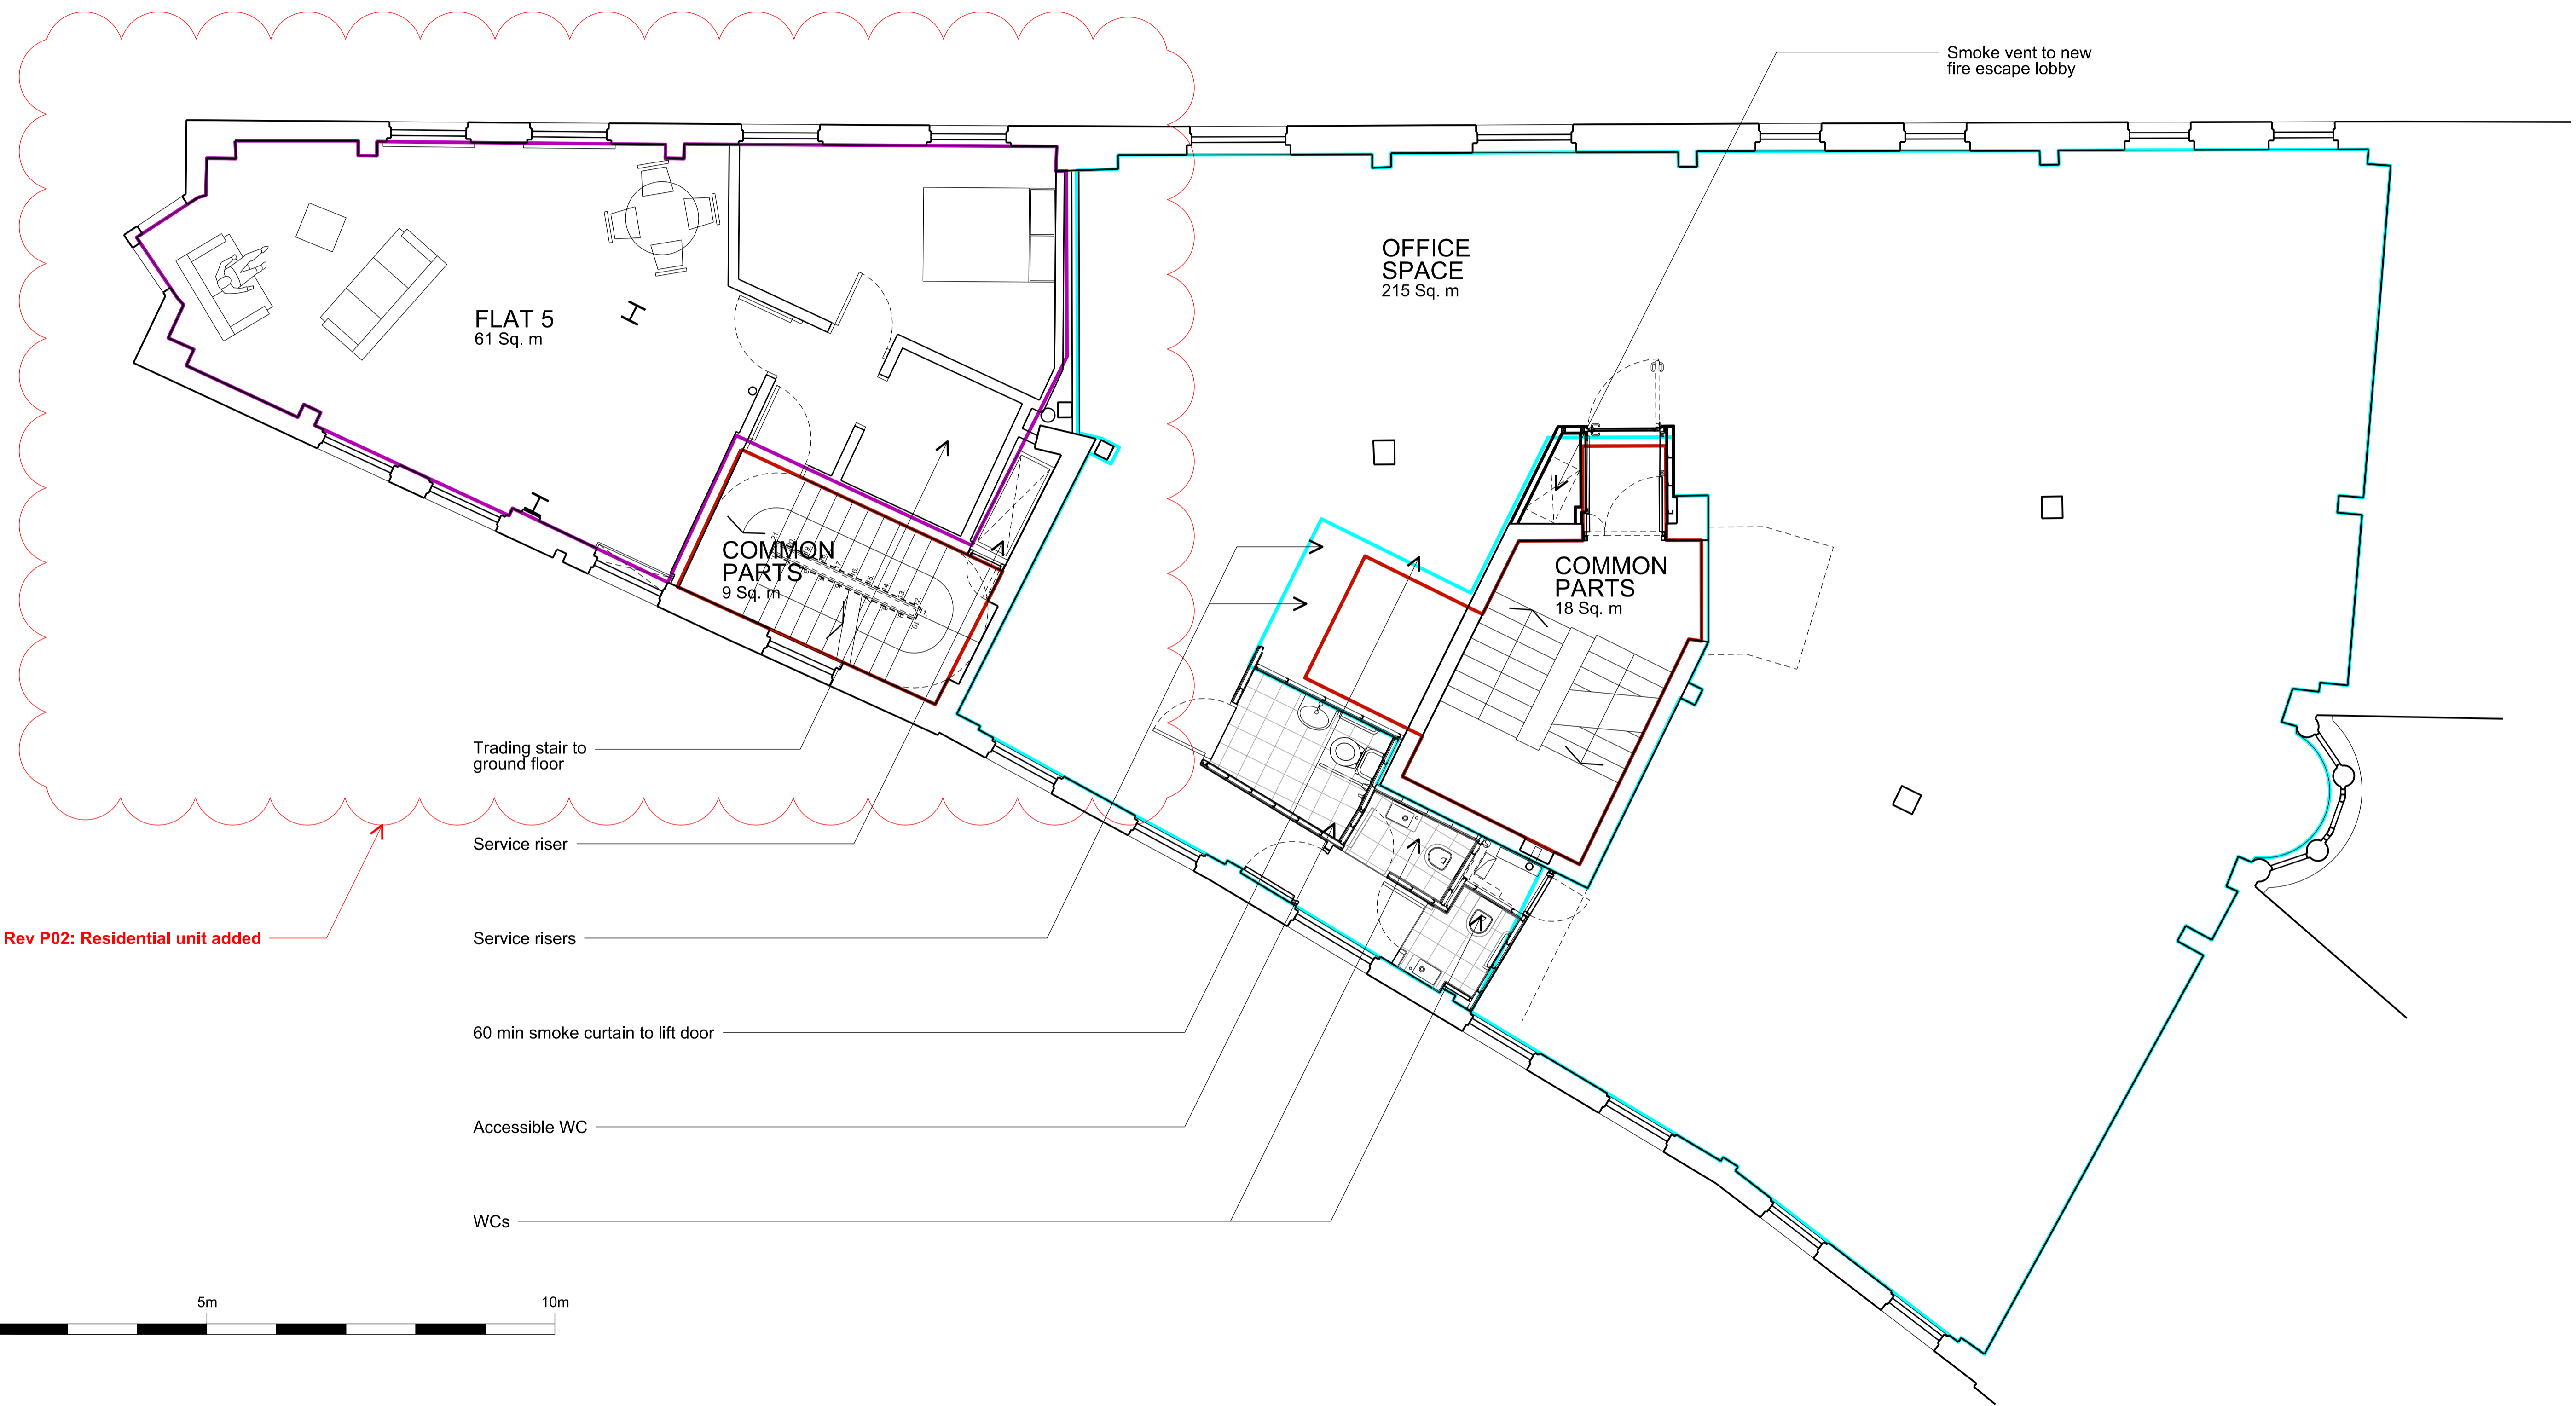 Smoke vent to new
fire escape lobby
OFFICE
SPACE
215 Sq. m
FLAT 5
61 Sq. m
COMMON
PARTS
9 Sq. m
COMMON
PARTS
18 Sq. m
Trading stair to
ground floor
Service riser
Rev P02: Residential unit added
Service risers
60 min smoke curtain to lift door
Accessible WC
WCs
5m
10m